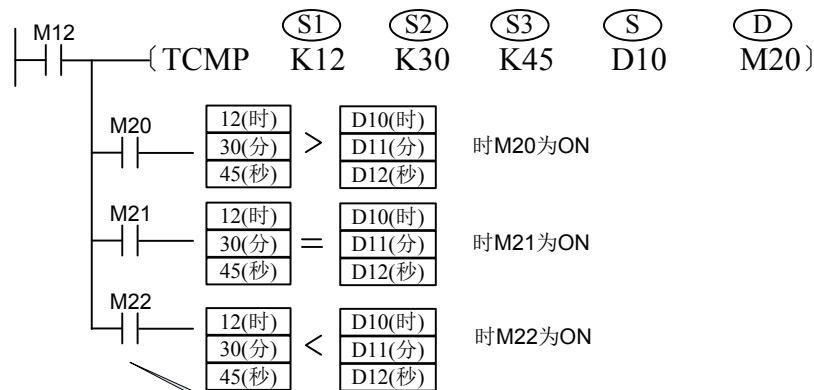 S1 S2 S3 S D
M12
〔TCMP K12 K30 K45 D10 M20〕
M20
12(时) D10(时)
30(分) > D11(分) 时M20为ON
45(秒) D12(秒)
M21
12(时) D10(时)
30(分) = D11(分) 时M21为ON
45(秒) D12(秒)
M22
12(时) D10(时)
30(分) < D11(分) 时M22为ON
45(秒) D12(秒)